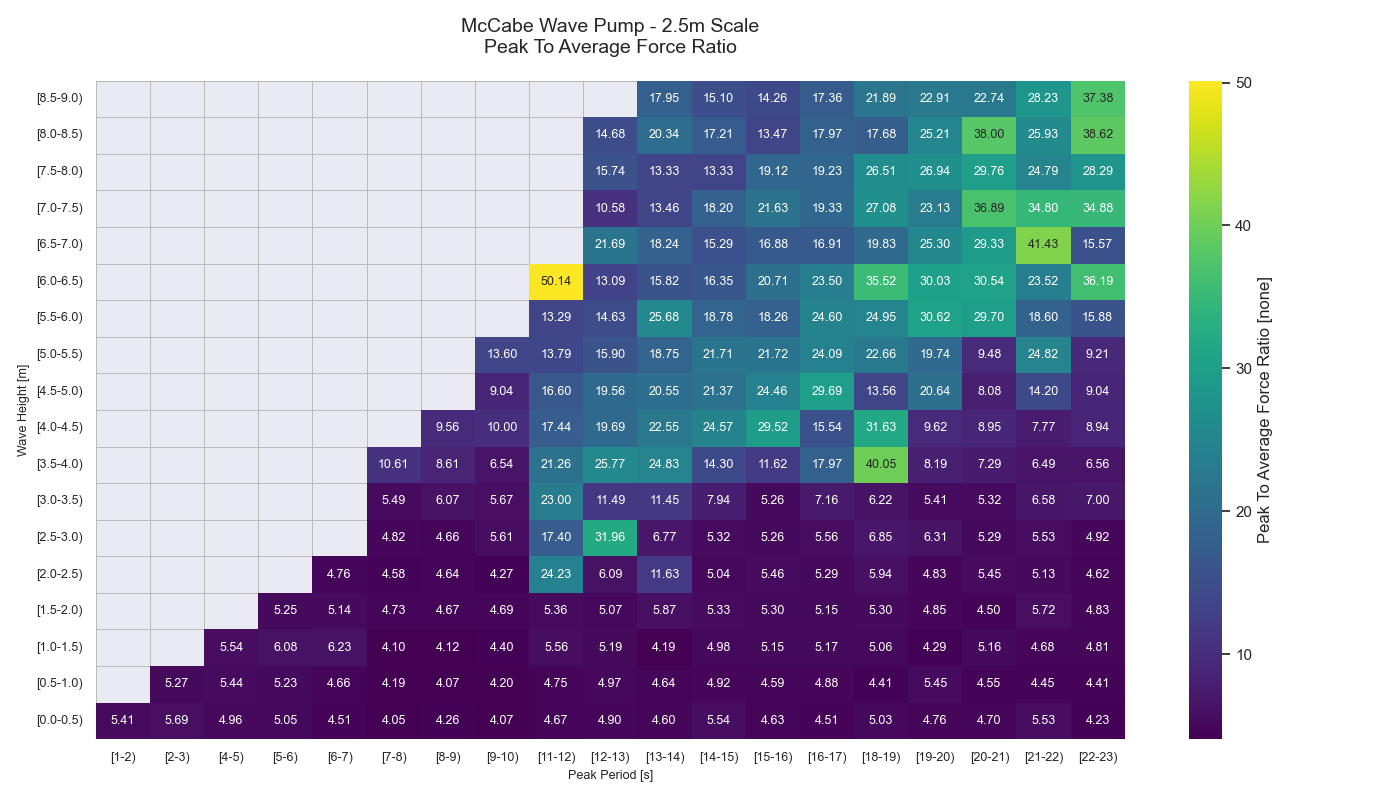 McCabe Wave Pump - 2.5m Scale
Peak To Average Force Ratio
[8.5-9.0) 17.95 15.10 14.26 17.36 21.89 22.91 22.74 28.23 37.38
[8.0-8.5) 14.68 20.34 17.21 13.47 17.97 17.68 25.21 38.00 25.93 38.62
[7.5-8.0) 15.74 13.33 13.33 19.12 19.23 26.51 26.94 29.76 24.79 28.29
[7.0-7.5) 10.58 13.46 18.20 21.63 19.33 27.08 23.13 36.89 34.80 34.88
[6.5-7.0) 21.69 18.24 15.29 16.88 16.91 19.83 25.30 29.33 41.43 15.57
[6.0-6.5) 50.14 13.09 15.82 16.35 20.71 23.50 35.52 30.03 30.54 23.52 36.19
[5.5-6.0) 13.29 14.63 25.68 18.78 18.26 24.60 24.95 30.62 29.70 18.60 15.88
[5.0-5.5) 13.60 13.79 15.90 18.75 21.71 21.72 24.09 22.66 19.74 9.48 24.82 9.21
[4.5-5.0) 9.04 16.60 19.56 20.55 21.37 24.46 29.69 13.56 20.64 8.08 14.20 9.04
[4.0-4.5) 9.56 10.00 17.44 19.69 22.55 24.57 29.52 15.54 31.63 9.62 8.95 7.77 8.94
[3.5-4.0) 10.61 8.61 6.54 21.26 25.77 24.83 14.30 11.62 17.97 40.05 8.19 7.29 6.49 6.56
[3.0-3.5) 5.49 6.07 5.67 23.00 11.49 11.45 7.94 5.26 7.16 6.22 5.41 5.32 6.58 7.00
[2.5-3.0) 4.82 4.66 5.61 17.40 31.96 6.77 5.32 5.26 5.56 6.85 6.31 5.29 5.53 4.92
[2.0-2.5) 4.76 4.58 4.64 4.27 24.23 6.09 11.63 5.04 5.46 5.29 5.94 4.83 5.45 5.13 4.62
[1.5-2.0) 5.25 5.14 4.73 4.67 4.69 5.36 5.07 5.87 5.33 5.30 5.15 5.30 4.85 4.50 5.72 4.83
[1.0-1.5) 5.54 6.08 6.23 4.10 4.12 4.40 5.56 5.19 4.19 4.98 5.15 5.17 5.06 4.29 5.16 4.68 4.81
[0.5-1.0) 5.27 5.44 5.23 4.66 4.19 4.07 4.20 4.75 4.97 4.64 4.92 4.59 4.88 4.41 5.45 4.55 4.45 4.41
[0.0-0.5) 5.41 5.69 4.96 5.05 4.51 4.05 4.26 4.07 4.67 4.90 4.60 5.54 4.63 4.51 5.03 4.76 4.70 5.53 4.23
[1-2) [2-3) [4-5) [5-6) [6-7) [7-8) [8-9) [9-10) [11-12) [12-13) [13-14) [14-15) [15-16) [16-17) [18-19) [19-20) [20-21) [21-22) [22-23)
Peak Period [s]
Wave Height [m]
50
40
30
20
10
Peak To Average Force Ratio [none]